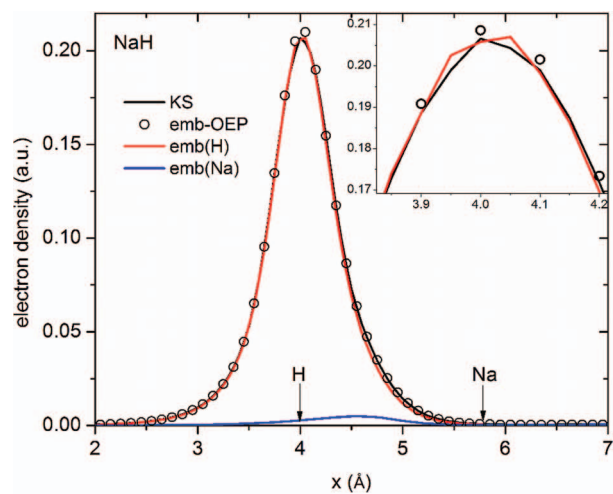 NaH
KS
emb-OEP
emb(H)
emb(Na)
electron density (a.u.)
0.20
0.15
0.10
0.05
0.00
0.21
0.20
0.19
0.18
0.17
3.9
4.0
4.1
4.2
H
Na
2
3
4
5
6
7
x (Å)